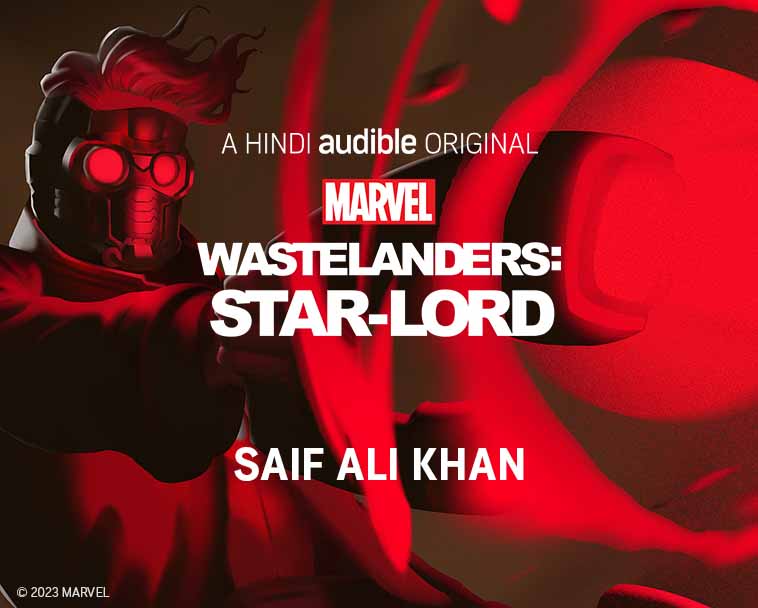 A HINDI audible ORIGINAL
MARVEL
WASTELANDERS:
STAR-LORD
SAIF ALI KHAN
© 2023 MARVEL